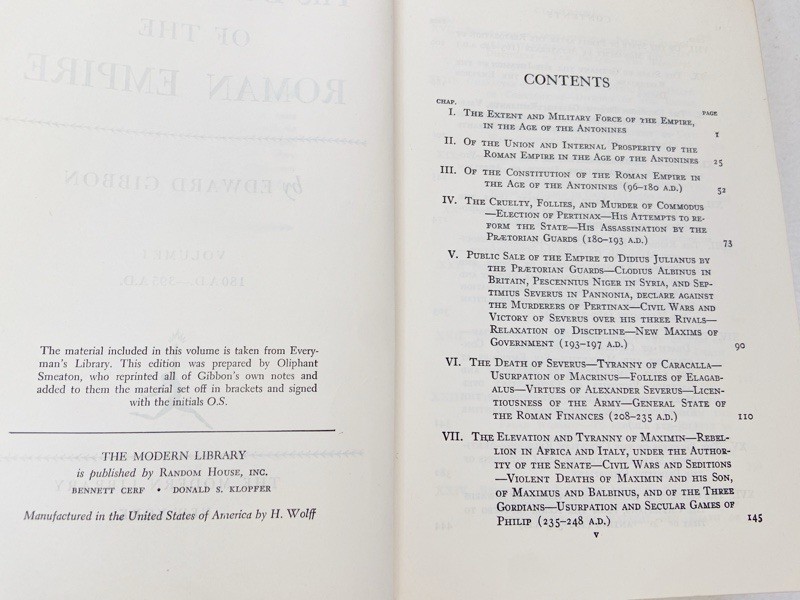 The material included in this volume is taken from Every-
man's Library. This edition was prepared by Oliphant
Smeaton, who reprinted all of Gibbon's own notes and
added to them the material set off in brackets and signed
with the initials O.S.
THE MODERN LIBRARY
is published by RANDOM HOUSE, INC.
BENNETT CERF • DONALD S. KLOPFER
Manufactured in the United States of America by H. Wolff
CONTENTS
CHAP. PAGE
I. The Extent and Military Force of the Empire,
in the Age of the Antonines 1
II. Of the Union and Internal Prosperity of the
Roman Empire in the Age of the Antonines 25
III. Of the Constitution of the Roman Empire in
the Age of the Antonines (96–180 A.D.) 52
IV. The Cruelty, Follies, and Murder of Commodus
—Election of Pertinax—His Attempts to re-
form the State—His Assassination by the
Prætorian Guards (180–193 A.D.) 73
V. Public Sale of the Empire to Didius Julianus by
the Prætorian Guards—Clodius Albinus in
Britain, Pescennius Niger in Syria, and Sep-
timius Severus in Pannonia, declare against
the Murderers of Pertinax—Civil Wars and
Victory of Severus over his three Rivals—
Relaxation of Discipline—New Maxims of
Government (193–197 A.D.) 90
VI. The Death of Severus—Tyranny of Caracalla—
Usurpation of Macrinus—Follies of Elagab-
alus—Virtues of Alexander Severus—Licen-
tiousness of the Army—General State of
the Roman Finances (208–235 A.D.) 110
VII. The Elevation and Tyranny of Maximin—Rebel-
lion in Africa and Italy, under the Author-
ity of the Senate—Civil Wars and Seditions
—Violent Deaths of Maximin and his Son,
of Maximus and Balbinus, and of the Three
Gordians—Usurpation and Secular Games of
Philip (235–248 A.D.) 145
v